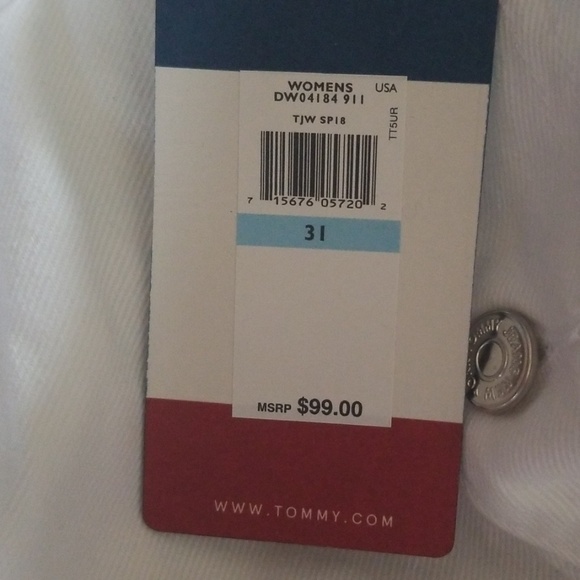 WOMENS USA
DW04184 911
TJW SP18
TT5UR
7 15676 05720 2
31
MSRP $99.00
WWW.TOMMY.COM